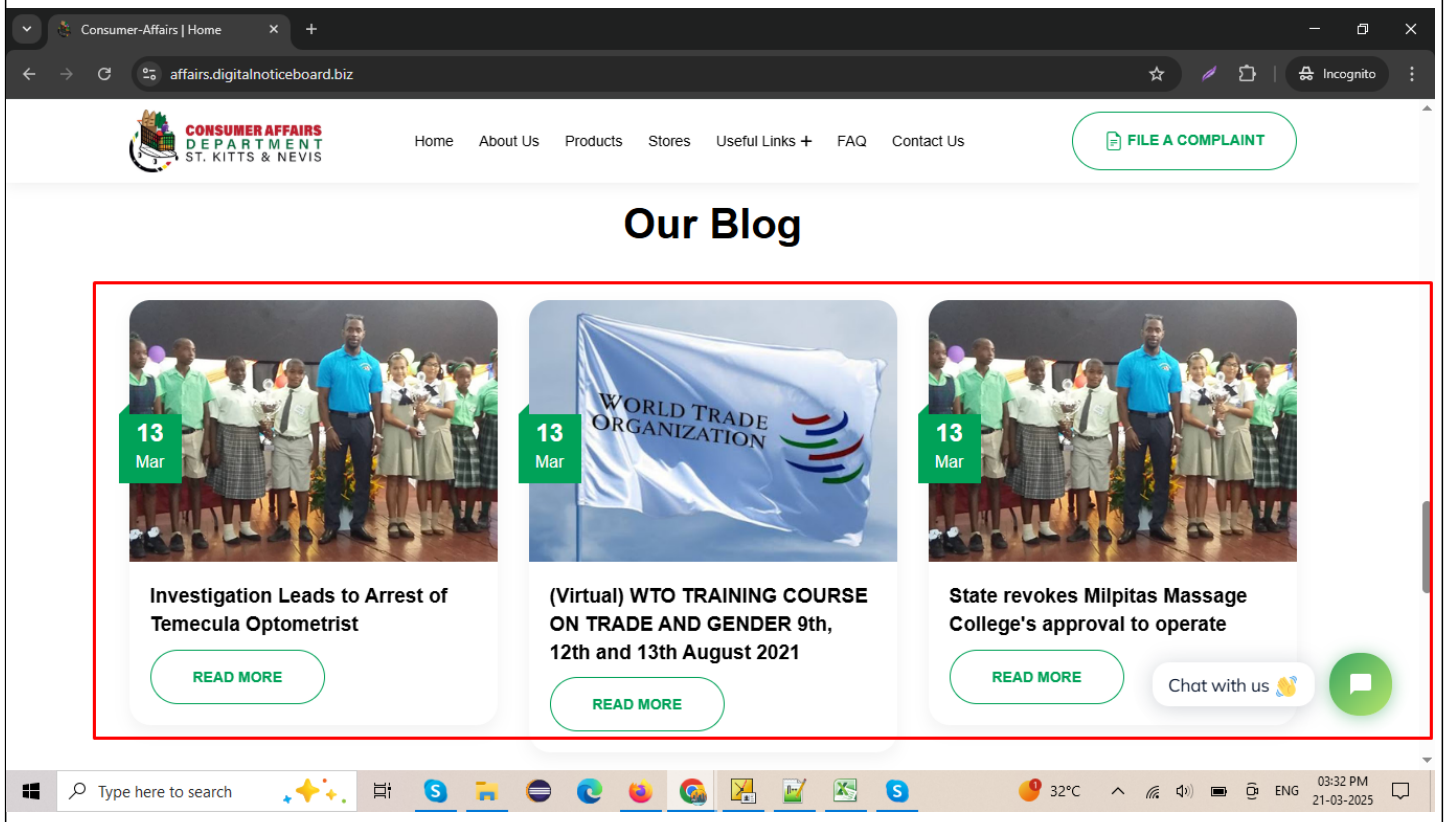 Consumer-Affairs | Home
affairs.digitalnoticeboard.biz
Incognito
CONSUMER AFFAIRS
DEPARTMENT
ST. KITTS & NEVIS
Home About Us Products Stores Useful Links + FAQ Contact Us
FILE A COMPLAINT
Our Blog
13
Mar
Investigation Leads to Arrest of
Temecula Optometrist
READ MORE
WORLD TRADE
ORGANIZATION
13
Mar
(Virtual) WTO TRAINING COURSE
ON TRADE AND GENDER 9th,
12th and 13th August 2021
READ MORE
13
Mar
State revokes Milpitas Massage
College's approval to operate
READ MORE
Chat with us 👋
Type here to search
32°C
ENG
03:32 PM
21-03-2025